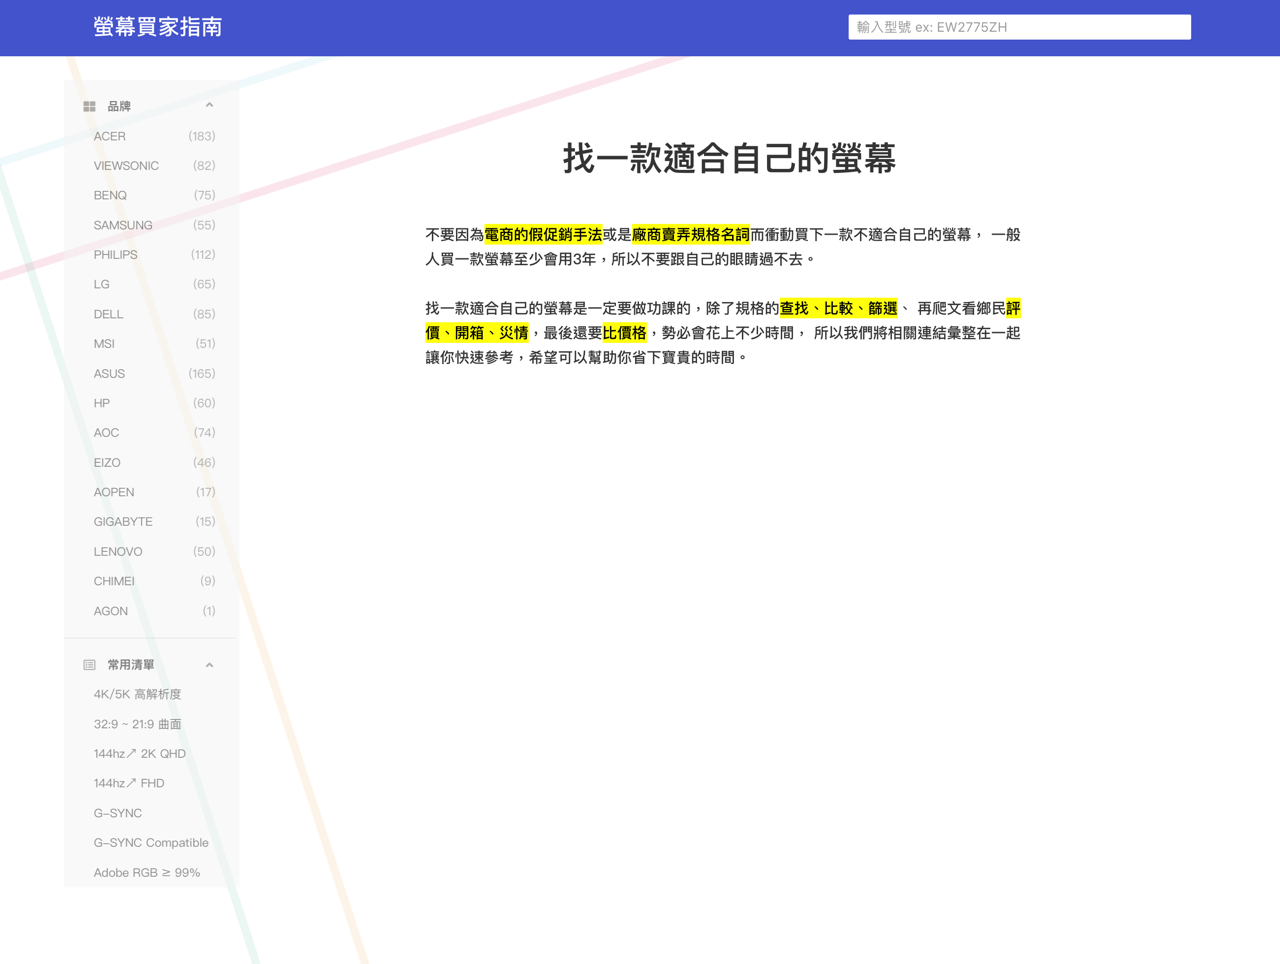 螢幕買家指南
輸入型號 ex: EW2775ZH
品牌
ACER (183)
VIEWSONIC (82)
BENQ (75)
SAMSUNG (55)
PHILIPS (112)
LG (65)
DELL (85)
MSI (51)
ASUS (165)
HP (60)
AOC (74)
EIZO (46)
AOPEN (17)
GIGABYTE (15)
LENOVO (50)
CHIMEI (9)
AGON (1)
常用清單
4K/5K 高解析度
32:9 ~ 21:9 曲面
144hz↗ 2K QHD
144hz↗ FHD
G-SYNC
G-SYNC Compatible
Adobe RGB ≥ 99%
找一款適合自己的螢幕
不要因為電商的假促銷手法或是廠商賣弄規格名詞而衝動買下一款不適合自己的螢幕， 一般
人買一款螢幕至少會用3年，所以不要跟自己的眼睛過不去。
找一款適合自己的螢幕是一定要做功課的，除了規格的查找、比較、篩選、 再爬文看鄉民評
價、開箱、災情，最後還要比價格，勢必會花上不少時間， 所以我們將相關連結彙整在一起
讓你快速參考，希望可以幫助你省下寶貴的時間。